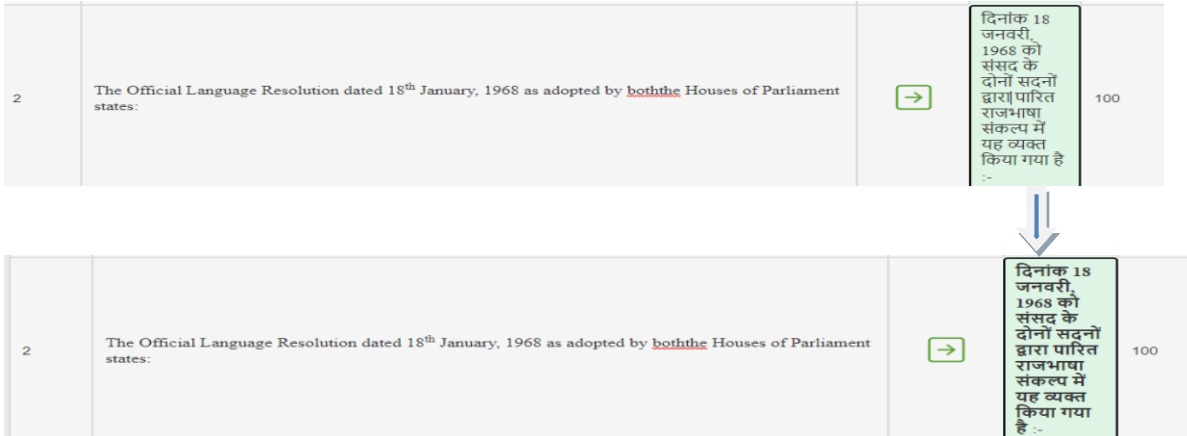 2
The Official Language Resolution dated 18th January, 1968 as adopted by boththe Houses of Parliament
states:
दिनांक 18
जनवरी,
1968 को
संसद के
दोनों सदनों
द्वारा पारित
राजभाषा
संकल्प में
यह व्यक्त
किया गया है
:-
100
2
The Official Language Resolution dated 18th January, 1968 as adopted by boththe Houses of Parliament
states:
दिनांक 18
जनवरी,
1968 को
संसद के
दोनों सदनों
द्वारा पारित
राजभाषा
संकल्प में
यह व्यक्त
किया गया
है :-
100